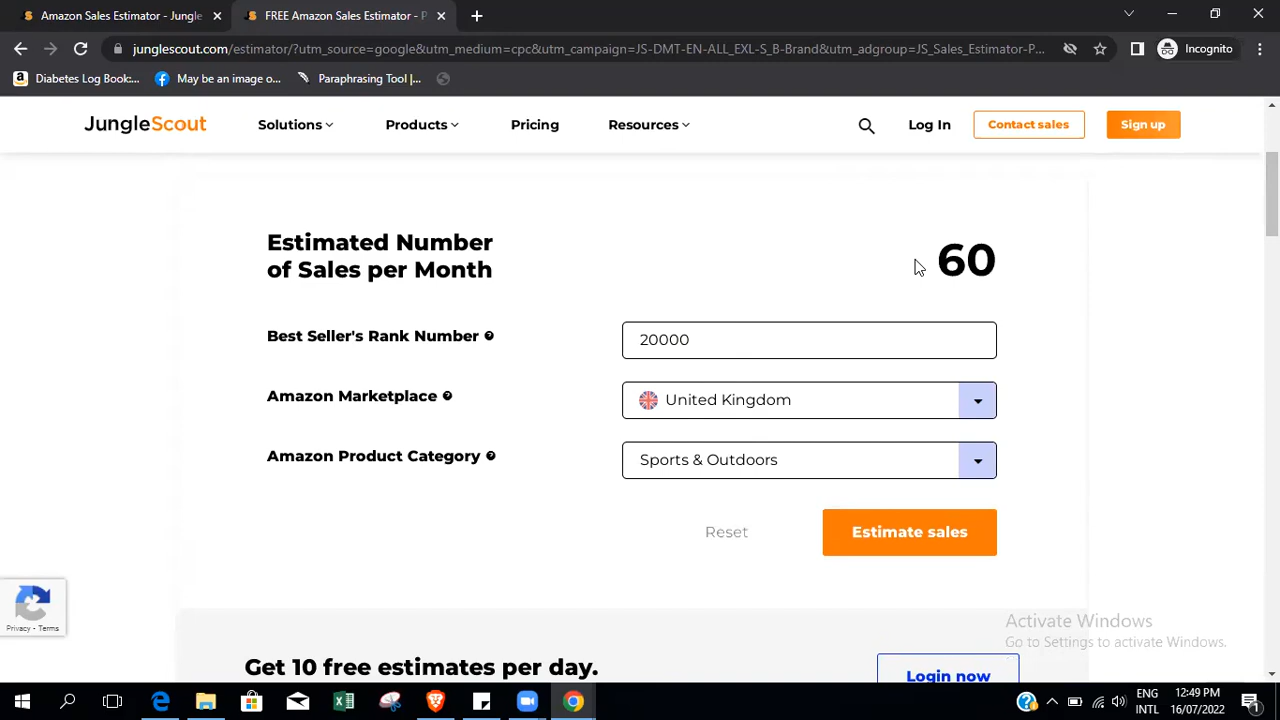 Amazon Sales Estimator - Jungle
FREE Amazon Sales Estimator - P
junglescout.com/estimator/?utm_source=google&utm_medium=cpc&utm_campaign=JS-DMT-EN-ALL_EXL-S_B-Brand&utm_adgroup=JS_Sales_Estimator-P...
Incognito
Diabetes Log Book:...
May be an image o...
Paraphrasing Tool |...
JungleScout
Solutions
Products
Pricing
Resources
Log In
Contact sales
Sign up
Estimated Number
of Sales per Month
60
Best Seller's Rank Number
20000
Amazon Marketplace
United Kingdom
Amazon Product Category
Sports & Outdoors
Reset
Estimate sales
Privacy - Terms
Activate Windows
Go to Settings to activate Windows.
Get 10 free estimates per day.
Login now
ENG
INTL
12:49 PM
16/07/2022
1